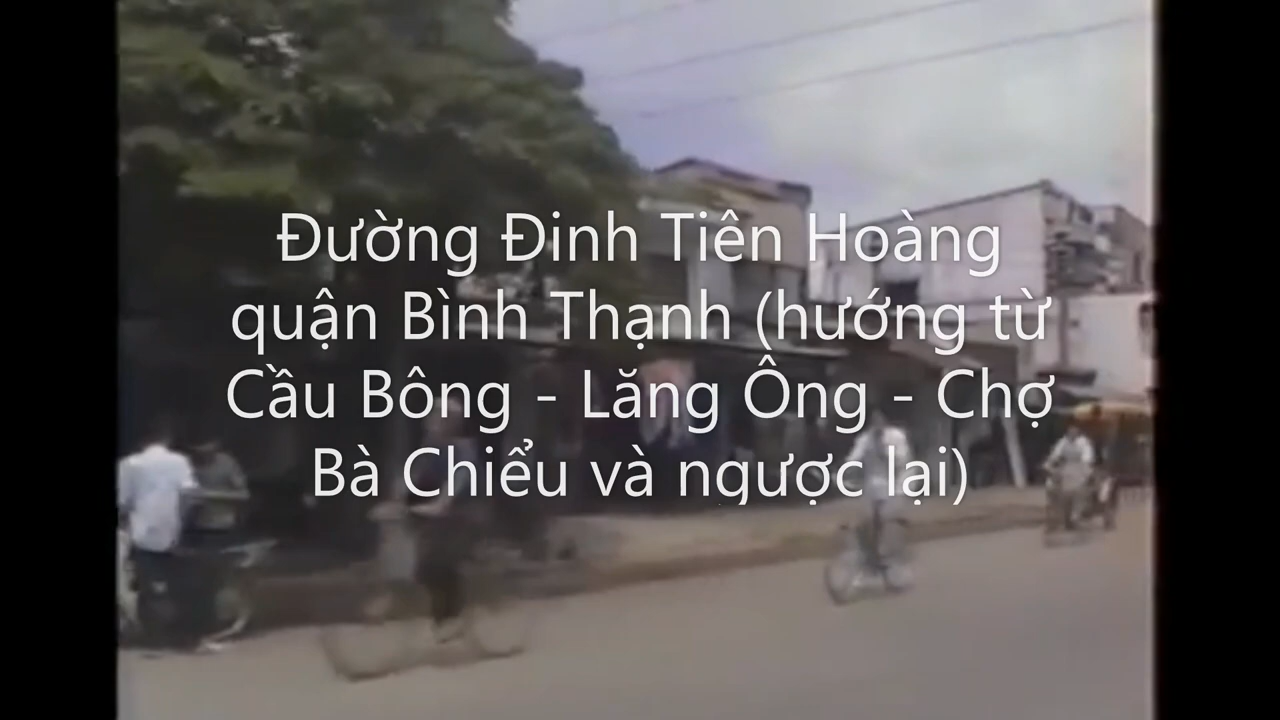 Đường Đinh Tiên Hoàng
quận Bình Thạnh (hướng từ
Cầu Bông - Lăng Ông - Chợ
Bà Chiểu và ngược lại)